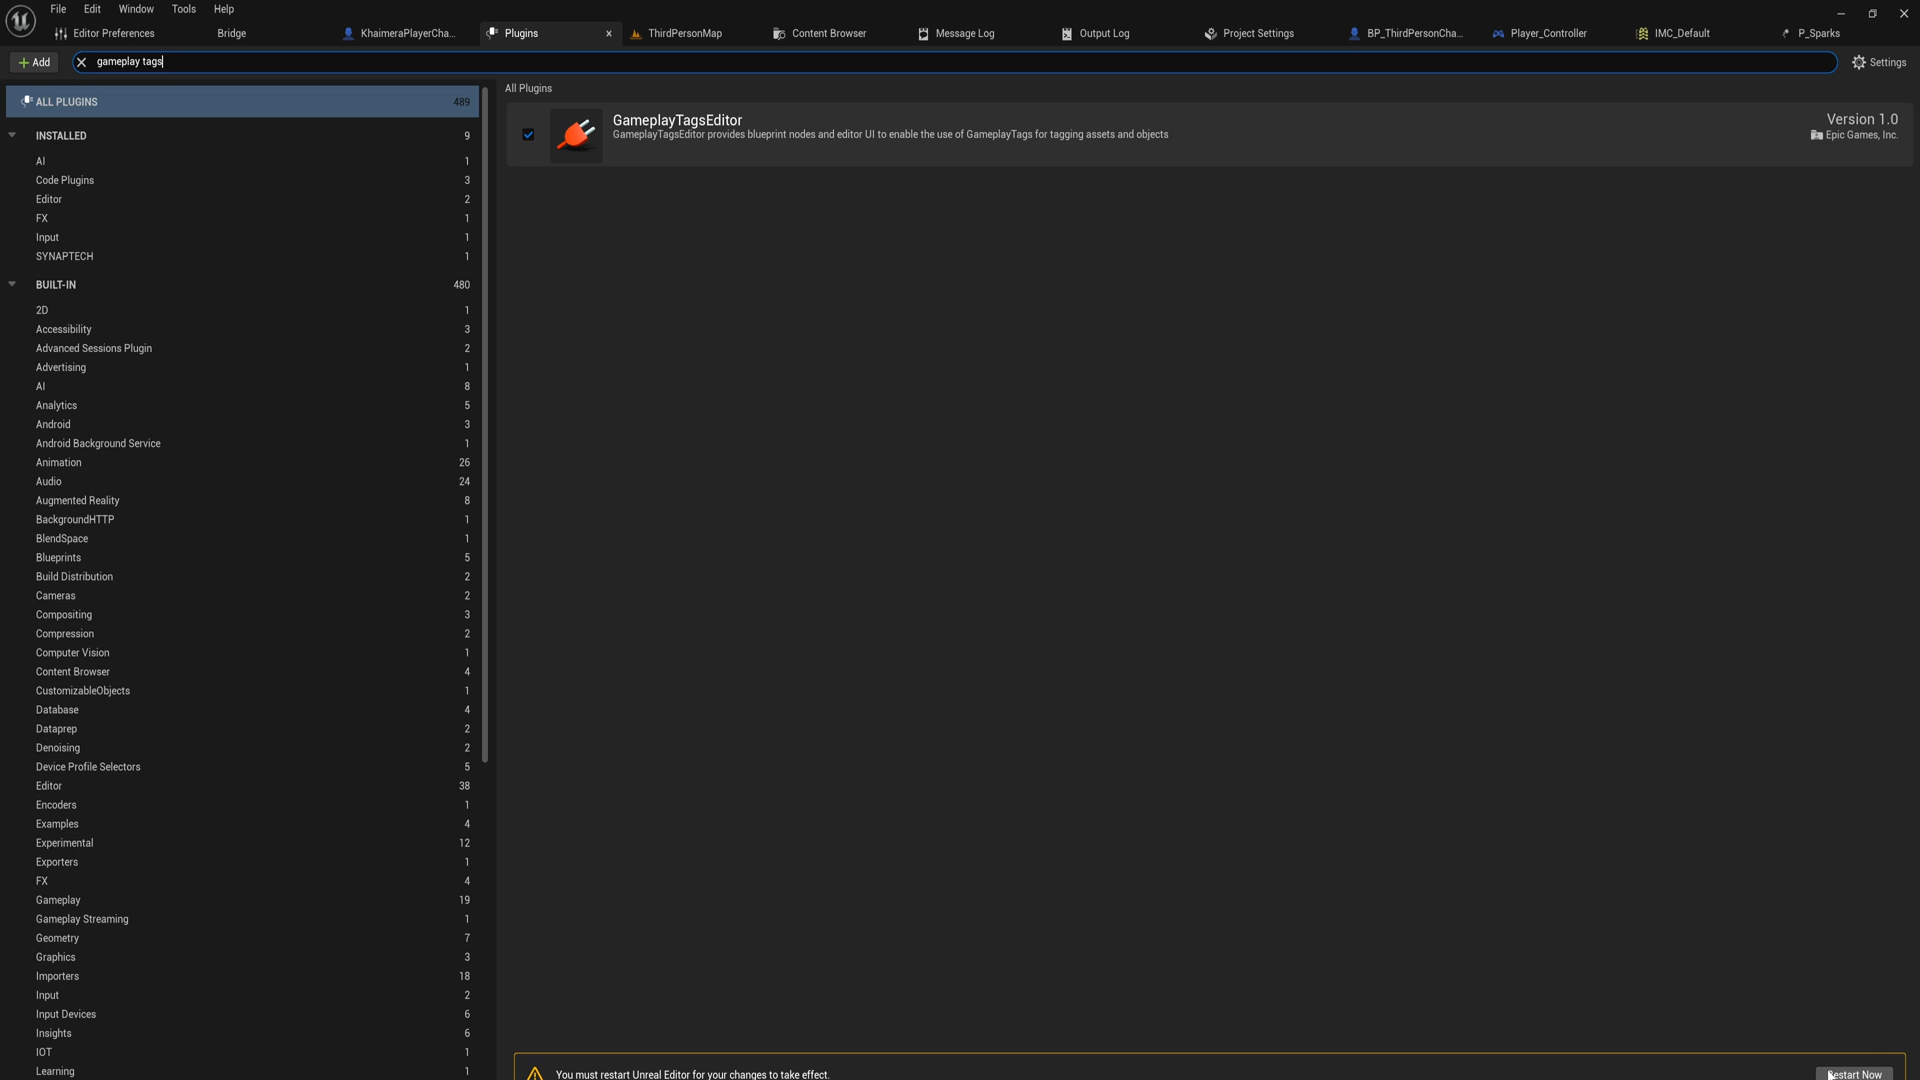 File Edit Window Tools Help
Editor Preferences Bridge KhaimeraPlayerCha... Plugins ThirdPersonMap Content Browser Message Log Output Log Project Settings BP_ThirdPersonCha... Player_Controller IMC_Default P_Sparks
Add gameplay tags Settings
ALL PLUGINS 489
INSTALLED 9
AI 1
Code Plugins 3
Editor 2
FX 1
Input 1
SYNAPTECH 1
BUILT-IN 480
2D 1
Accessibility 3
Advanced Sessions Plugin 2
Advertising 1
AI 8
Analytics 5
Android 3
Android Background Service 1
Animation 26
Audio 24
Augmented Reality 8
BackgroundHTTP 1
BlendSpace 1
Blueprints 5
Build Distribution 2
Cameras 2
Compositing 3
Compression 2
Computer Vision 1
Content Browser 4
CustomizableObjects 1
Database 4
Dataprep 2
Denoising 2
Device Profile Selectors 5
Editor 38
Encoders 1
Examples 4
Experimental 12
Exporters 1
FX 4
Gameplay 19
Gameplay Streaming 1
Geometry 7
Graphics 3
Importers 18
Input 2
Input Devices 6
Insights 6
IOT 1
Learning 1
All Plugins
GameplayTagsEditor
GameplayTagsEditor provides blueprint nodes and editor UI to enable the use of GameplayTags for tagging assets and objects
Version 1.0
Epic Games, Inc.
You must restart Unreal Editor for your changes to take effect. Restart Now